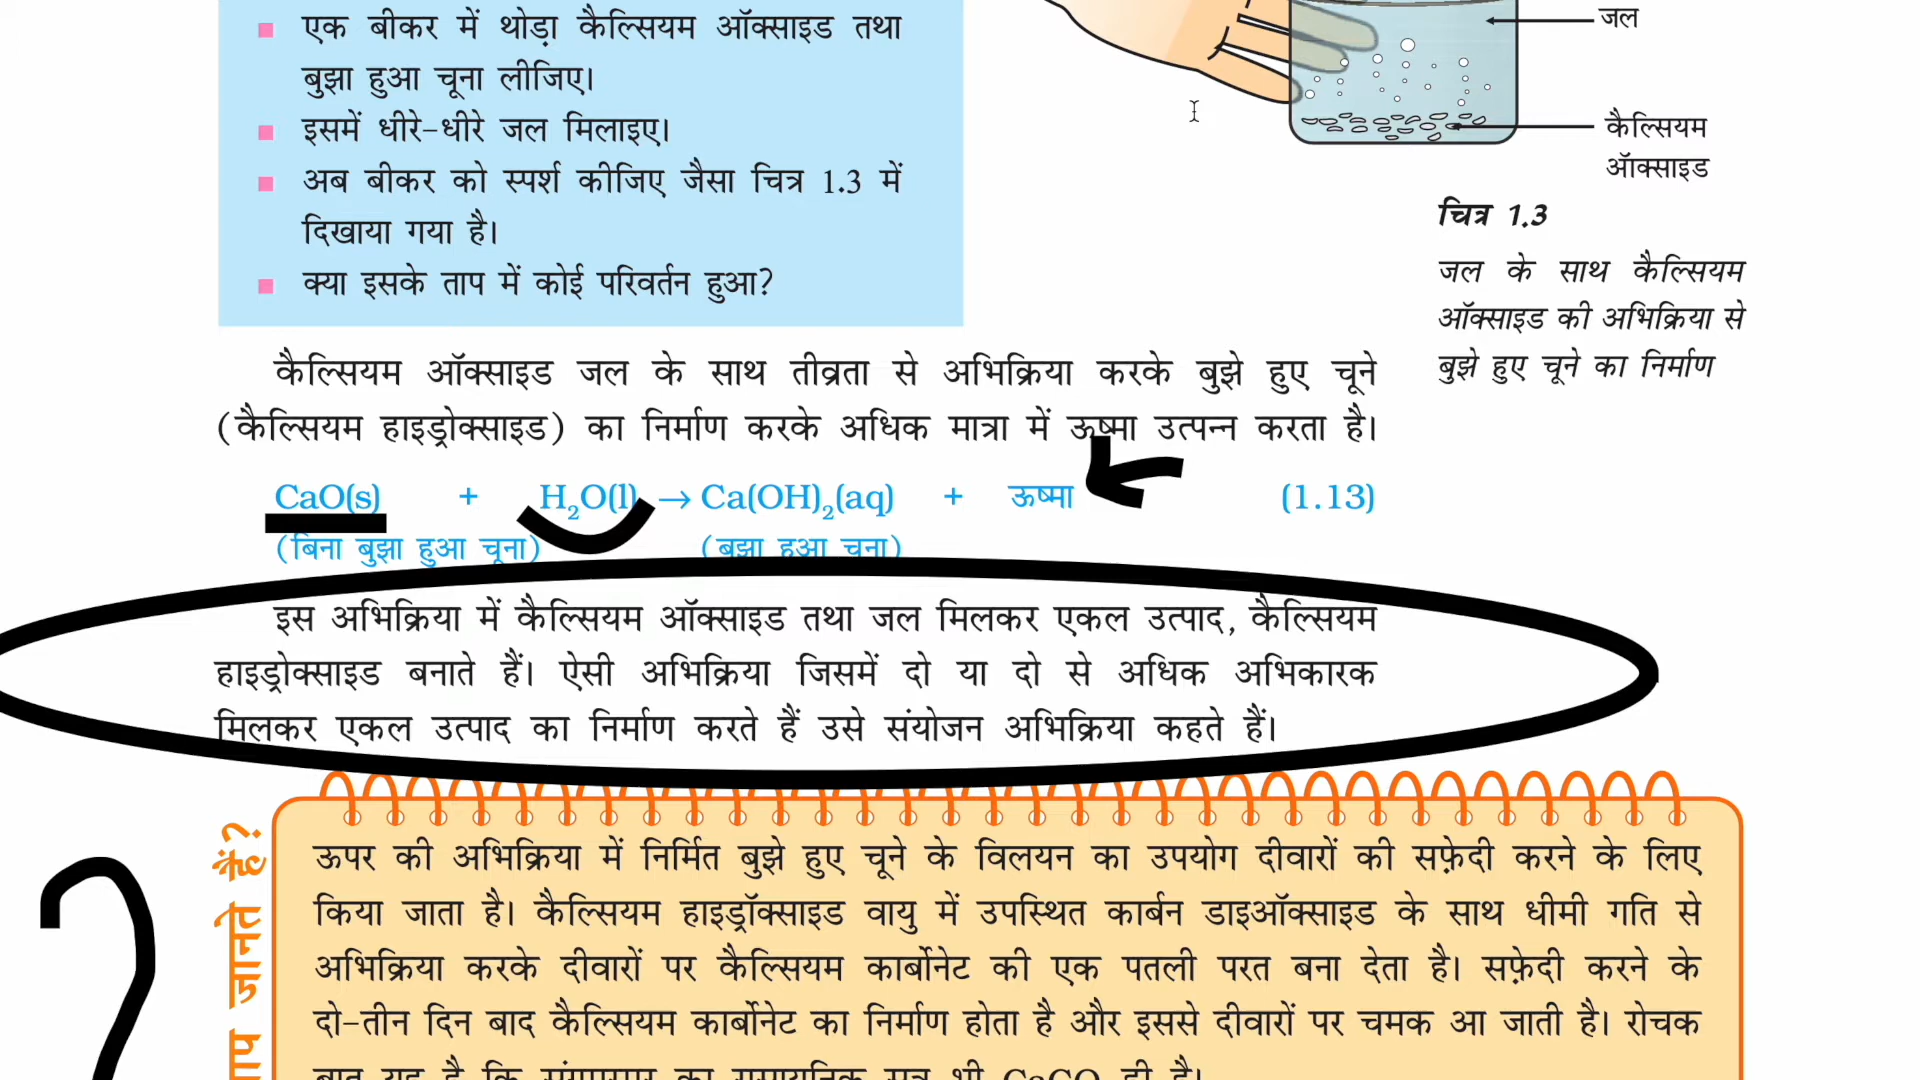 एक बीकर में थोड़ा कैल्सियम ऑक्साइड तथा
बुझा हुआ चूना लीजिए।
इसमें धीरे-धीरे जल मिलाइए।
अब बीकर को स्पर्श कीजिए जैसा चित्र 1.3 में
दिखाया गया है।
क्या इसके ताप में कोई परिवर्तन हुआ?
जल
कैल्सियम
ऑक्साइड
चित्र 1.3
जल के साथ कैल्सियम
ऑक्साइड की अभिक्रिया से
बुझे हुए चूने का निर्माण
कैल्सियम ऑक्साइड जल के साथ तीव्रता से अभिक्रिया करके बुझे हुए चूने
(कैल्सियम हाइड्रोक्साइड) का निर्माण करके अधिक मात्रा में ऊष्मा उत्पन्न करता है।
CaO(s) + H₂O(l) → Ca(OH)₂(aq) + ऊष्मा (1.13)
(बिना बुझा हुआ चूना) (बुझा हुआ चूना)
इस अभिक्रिया में कैल्सियम ऑक्साइड तथा जल मिलकर एकल उत्पाद, कैल्सियम
हाइड्रोक्साइड बनाते हैं। ऐसी अभिक्रिया जिसमें दो या दो से अधिक अभिकारक
मिलकर एकल उत्पाद का निर्माण करते हैं उसे संयोजन अभिक्रिया कहते हैं।
जानते हैं?
ऊपर की अभिक्रिया में निर्मित बुझे हुए चूने के विलयन का उपयोग दीवारों की सफ़ेदी करने के लिए
किया जाता है। कैल्सियम हाइड्रॉक्साइड वायु में उपस्थित कार्बन डाइऑक्साइड के साथ धीमी गति से
अभिक्रिया करके दीवारों पर कैल्सियम कार्बोनेट की एक पतली परत बना देता है। सफ़ेदी करने के
दो-तीन दिन बाद कैल्सियम कार्बोनेट का निर्माण होता है और इससे दीवारों पर चमक आ जाती है। रोचक